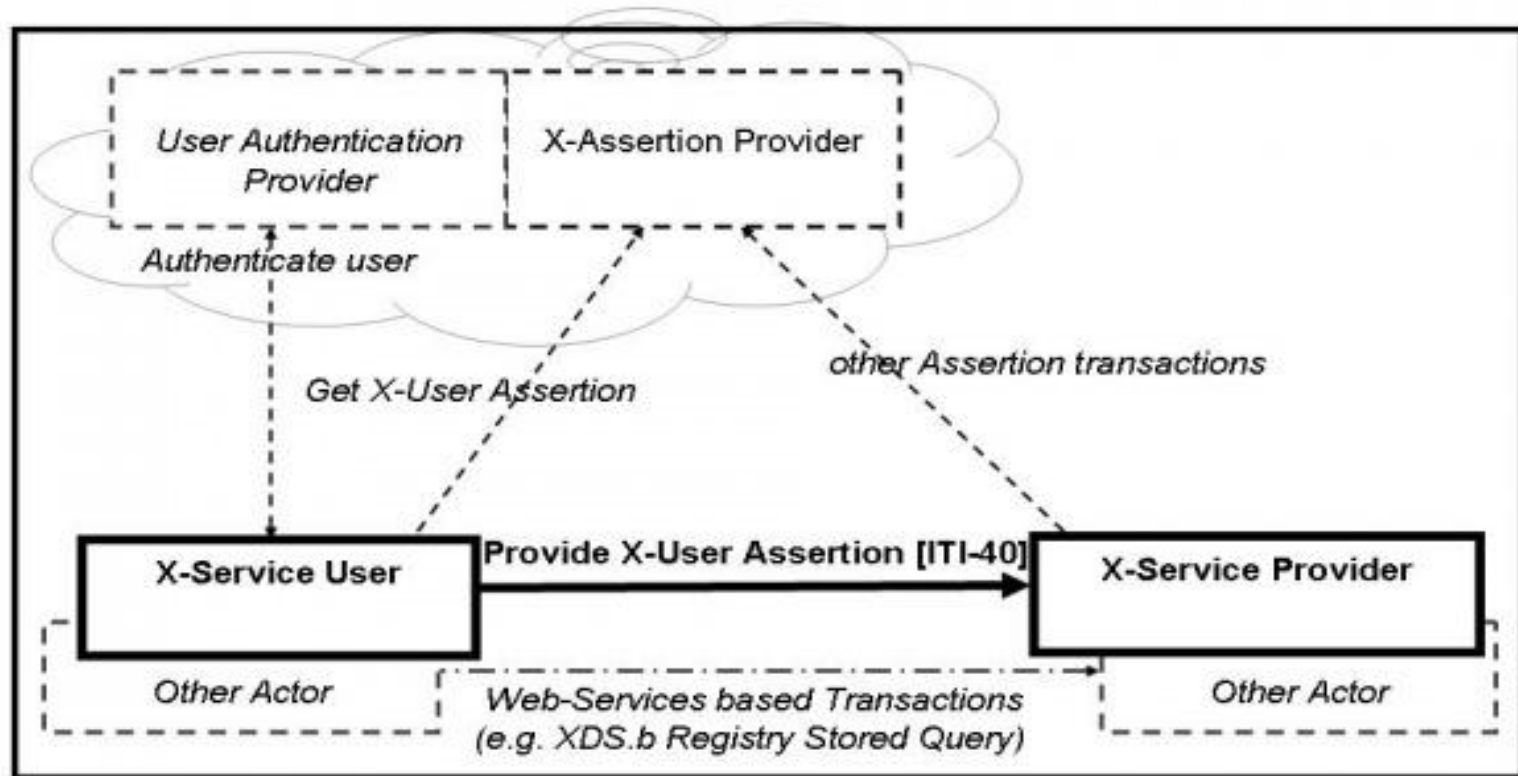 User Authentication
Provider
X-Assertion Provider
Authenticate user
Get X-User Assertion
other Assertion transactions
X-Service User
Provide X-User Assertion [ITI-40]
X-Service Provider
Other Actor
Web-Services based Transactions
(e.g. XDS.b Registry Stored Query)
Other Actor